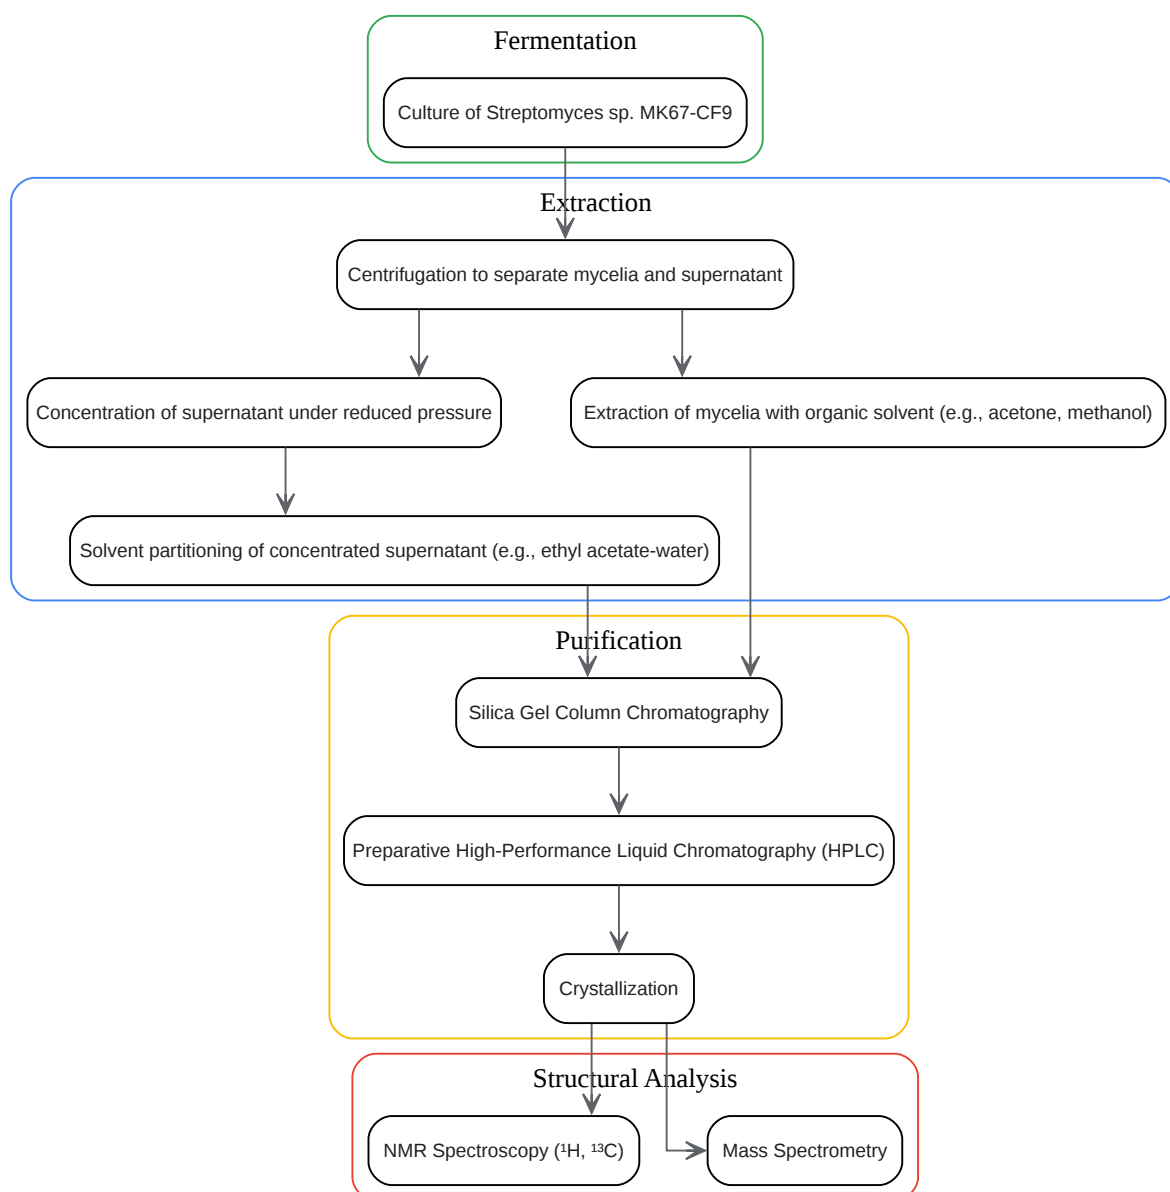 Fermentation
Culture of Streptomyces sp. MK67-CF9
Extraction
Centrifugation to separate mycelia and supernatant
Concentration of supernatant under reduced pressure
Extraction of mycelia with organic solvent (e.g., acetone, methanol)
Solvent partitioning of concentrated supernatant (e.g., ethyl acetate-water)
Purification
Silica Gel Column Chromatography
Preparative High-Performance Liquid Chromatography (HPLC)
Crystallization
Structural Analysis
NMR Spectroscopy (¹H, ¹³C)
Mass Spectrometry